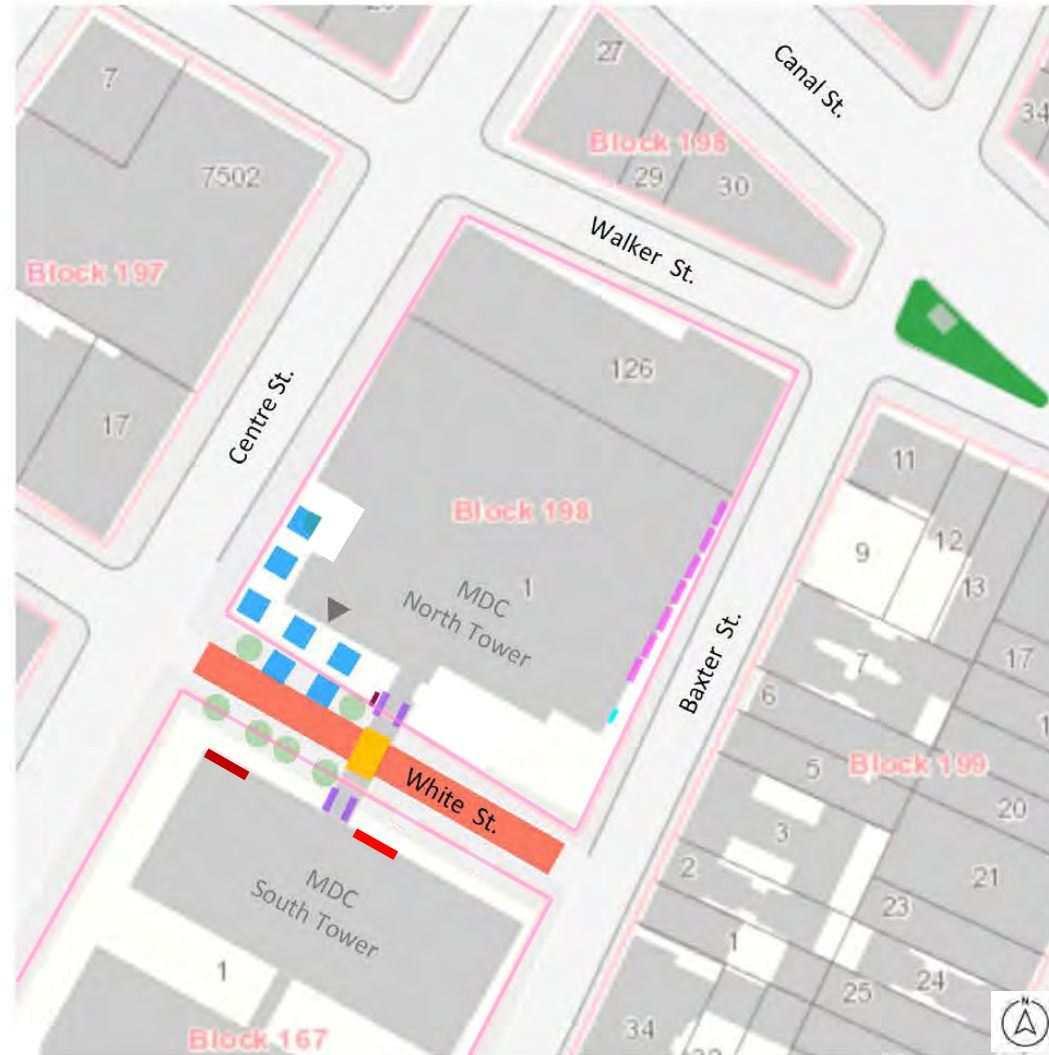 27
Canal St.
7
34
Block 198
7502
29
30
Walker St.
Block 197
126
Centre St.
17
11
Block 198
12
9
MDC
North Tower
1
13
Baxter St.
7
17
6
5
Block 199
White St.
20
3
MDC
South Tower
2
21
23
1
1
24
25
34
Block 167
N